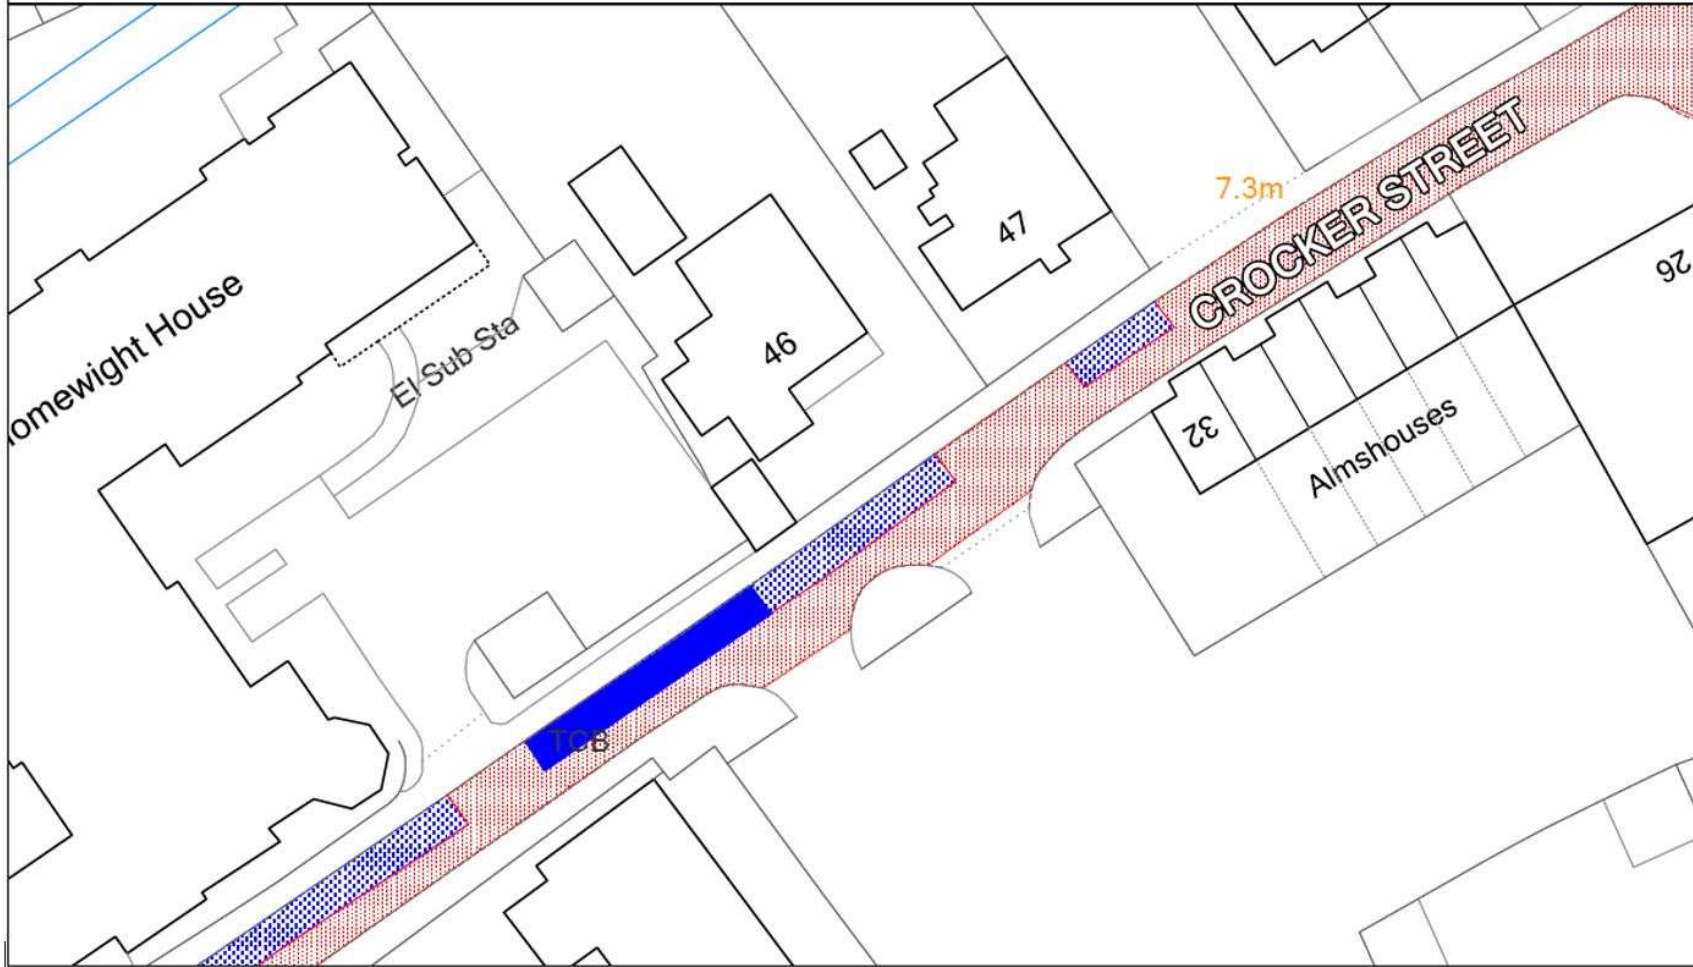 7.3m
CROCKER STREET
47
26
46
El Sub Sta
omewight House
32
Almshouses
TCB